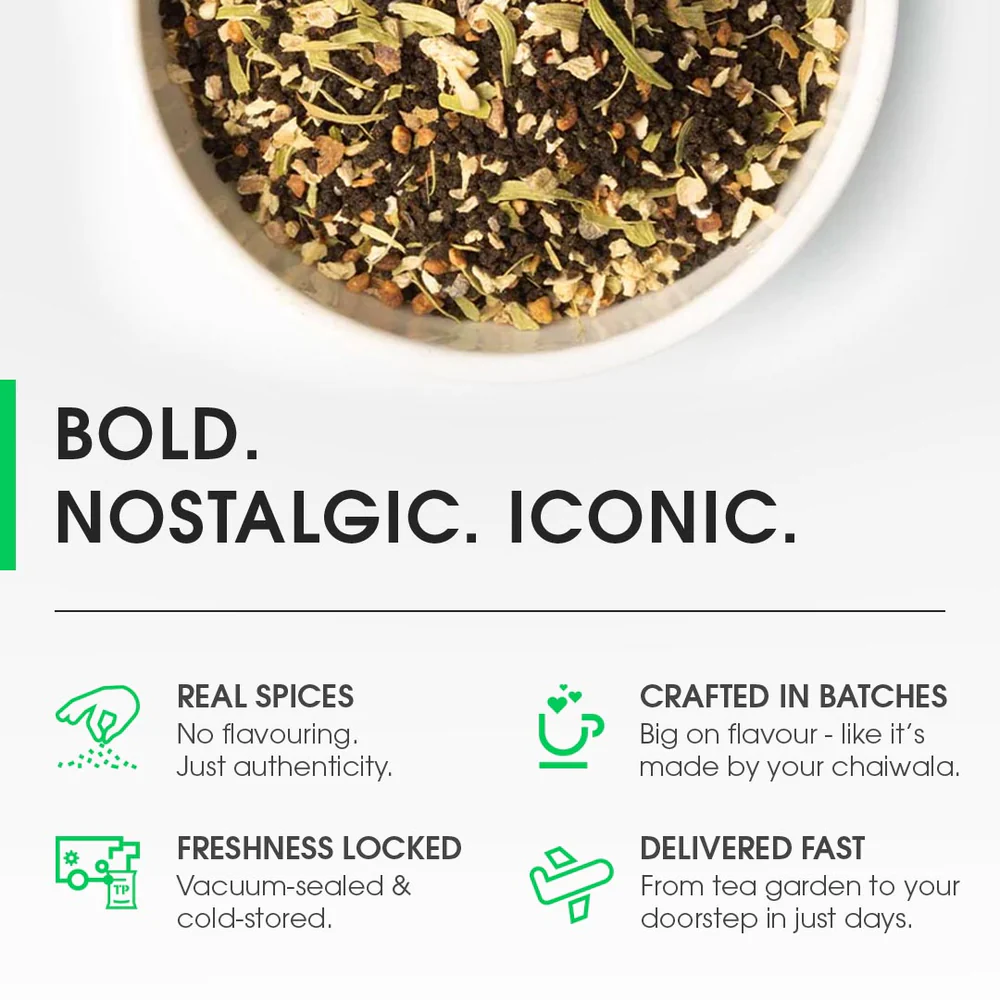 BOLD.
NOSTALGIC. ICONIC.
REAL SPICES
No flavouring.
Just authenticity.
CRAFTED IN BATCHES
Big on flavour - like it's
made by your chaiwala.
FRESHNESS LOCKED
Vacuum-sealed &
cold-stored.
TP
DELIVERED FAST
From tea garden to your
doorstep in just days.